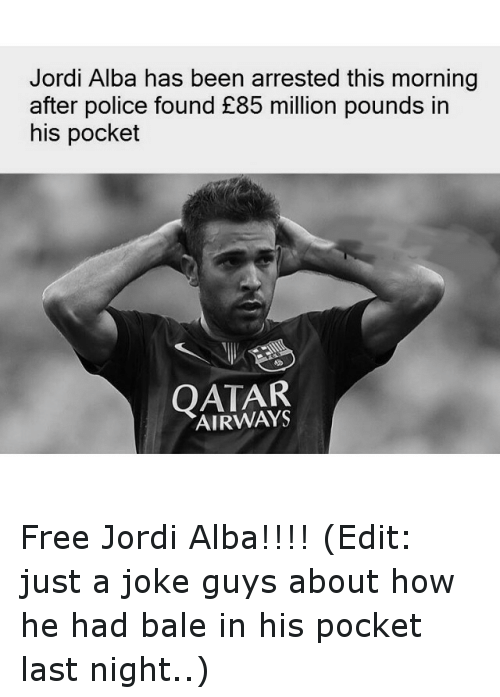 Jordi Alba has been arrested this morning
after police found £85 million pounds in
his pocket
QATAR
AIRWAYS
Free Jordi Alba!!!! (Edit:
just a joke guys about how
he had bale in his pocket
last night..)